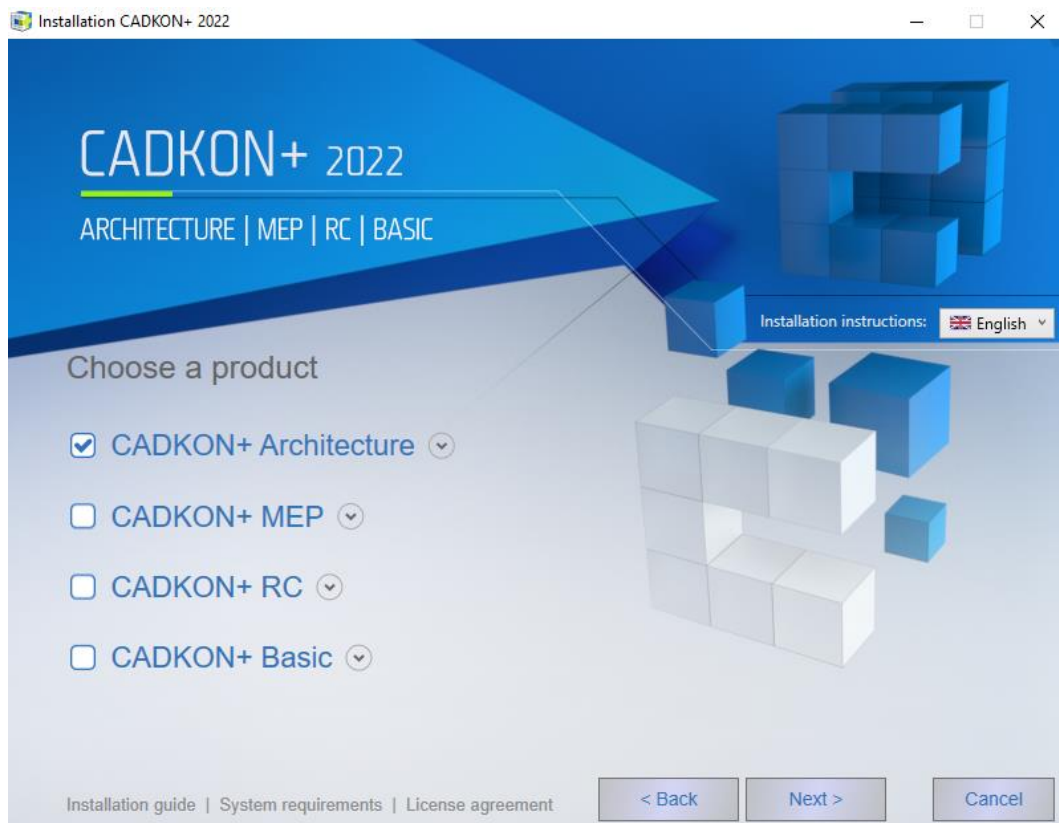 Installation CADKON+ 2022
CADKON+ 2022
ARCHITECTURE | MEP | RC | BASIC
Installation instructions: English
Choose a product
CADKON+ Architecture
CADKON+ MEP
CADKON+ RC
CADKON+ Basic
Installation guide | System requirements | License agreement
< Back Next > Cancel